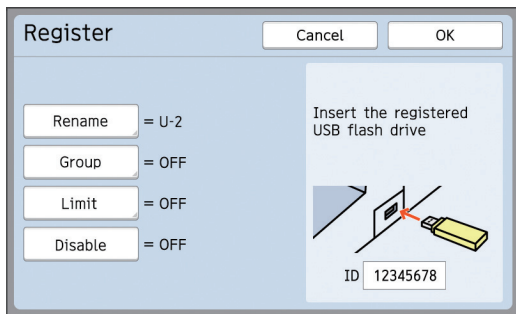 Register
Cancel
OK
Rename = U-2
Group = OFF
Limit = OFF
Disable = OFF
Insert the registered
USB flash drive
ID 12345678